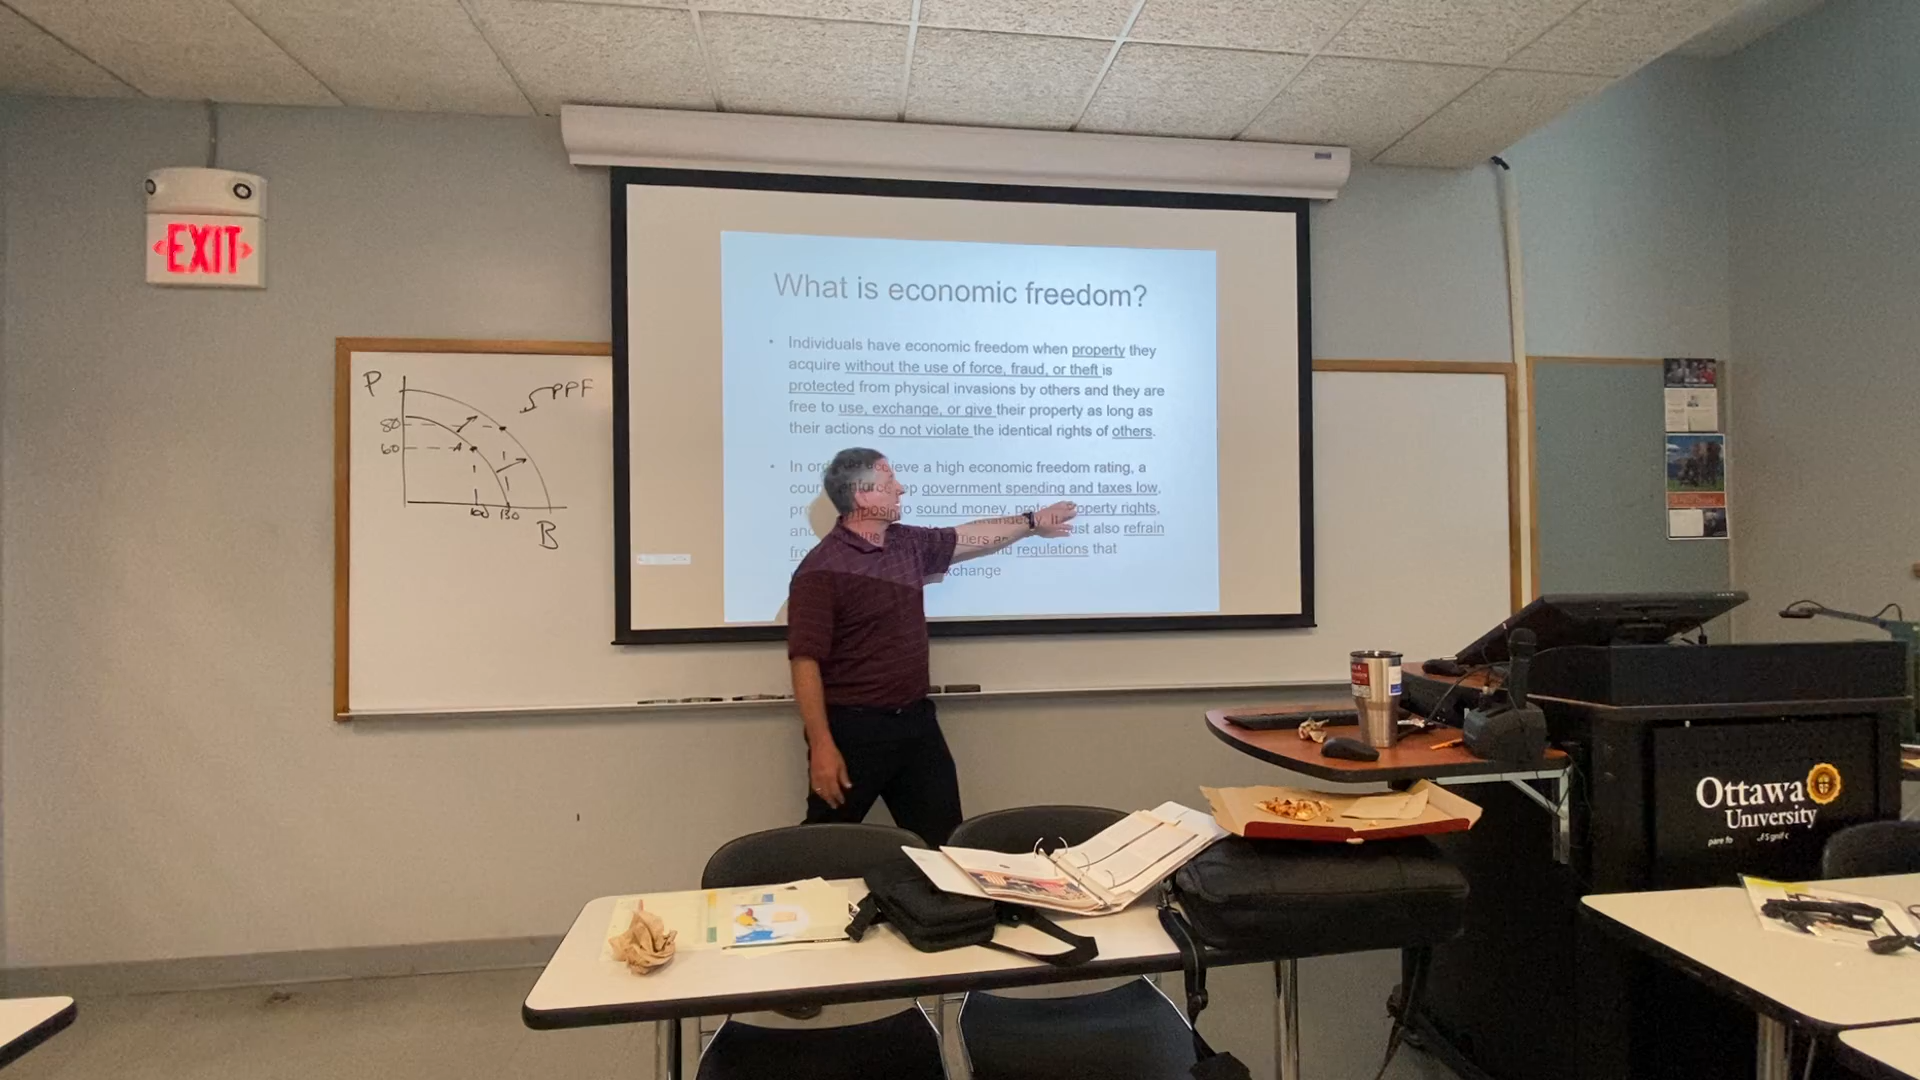 EXIT
P
PPF
80
60
A
100 130
B
What is economic freedom?
• Individuals have economic freedom when property they
acquire without the use of force, fraud, or theft is
protected from physical invasions by others and they are
free to use, exchange, or give their property as long as
their actions do not violate the identical rights of others.
• In ieve a high economic freedom rating, a
government spending and taxes low,
sound money, property rights,
and also refrain
regulations that
xchange
Ottawa
University